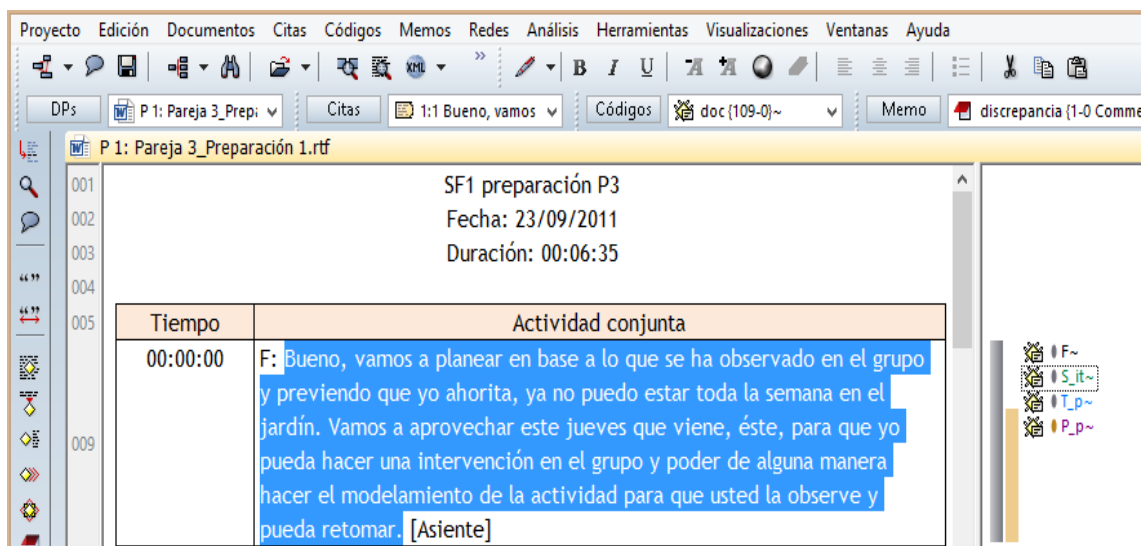 Proyecto Edición Documentos Citas Códigos Memos Redes Análisis Herramientas Visualizaciones Ventanas Ayuda
XML » B I U A A
DPs P 1: Pareja 3_Prep: Citas 1:1 Bueno, vamos Códigos doc {109-0}~ Memo discrepancia {1-0 Comme
P 1: Pareja 3_Preparación 1.rtf
001 SF1 preparación P3
002 Fecha: 23/09/2011
003 Duración: 00:06:35
004
005 Tiempo Actividad conjunta
00:00:00 F: Bueno, vamos a planear en base a lo que se ha observado en el grupo
y previendo que yo ahorita, ya no puedo estar toda la semana en el
009 jardín. Vamos a aprovechar este jueves que viene, éste, para que yo
pueda hacer una intervención en el grupo y poder de alguna manera
hacer el modelamiento de la actividad para que usted la observe y
pueda retomar. [Asiente]
F~
S_it~
T_p~
P_p~